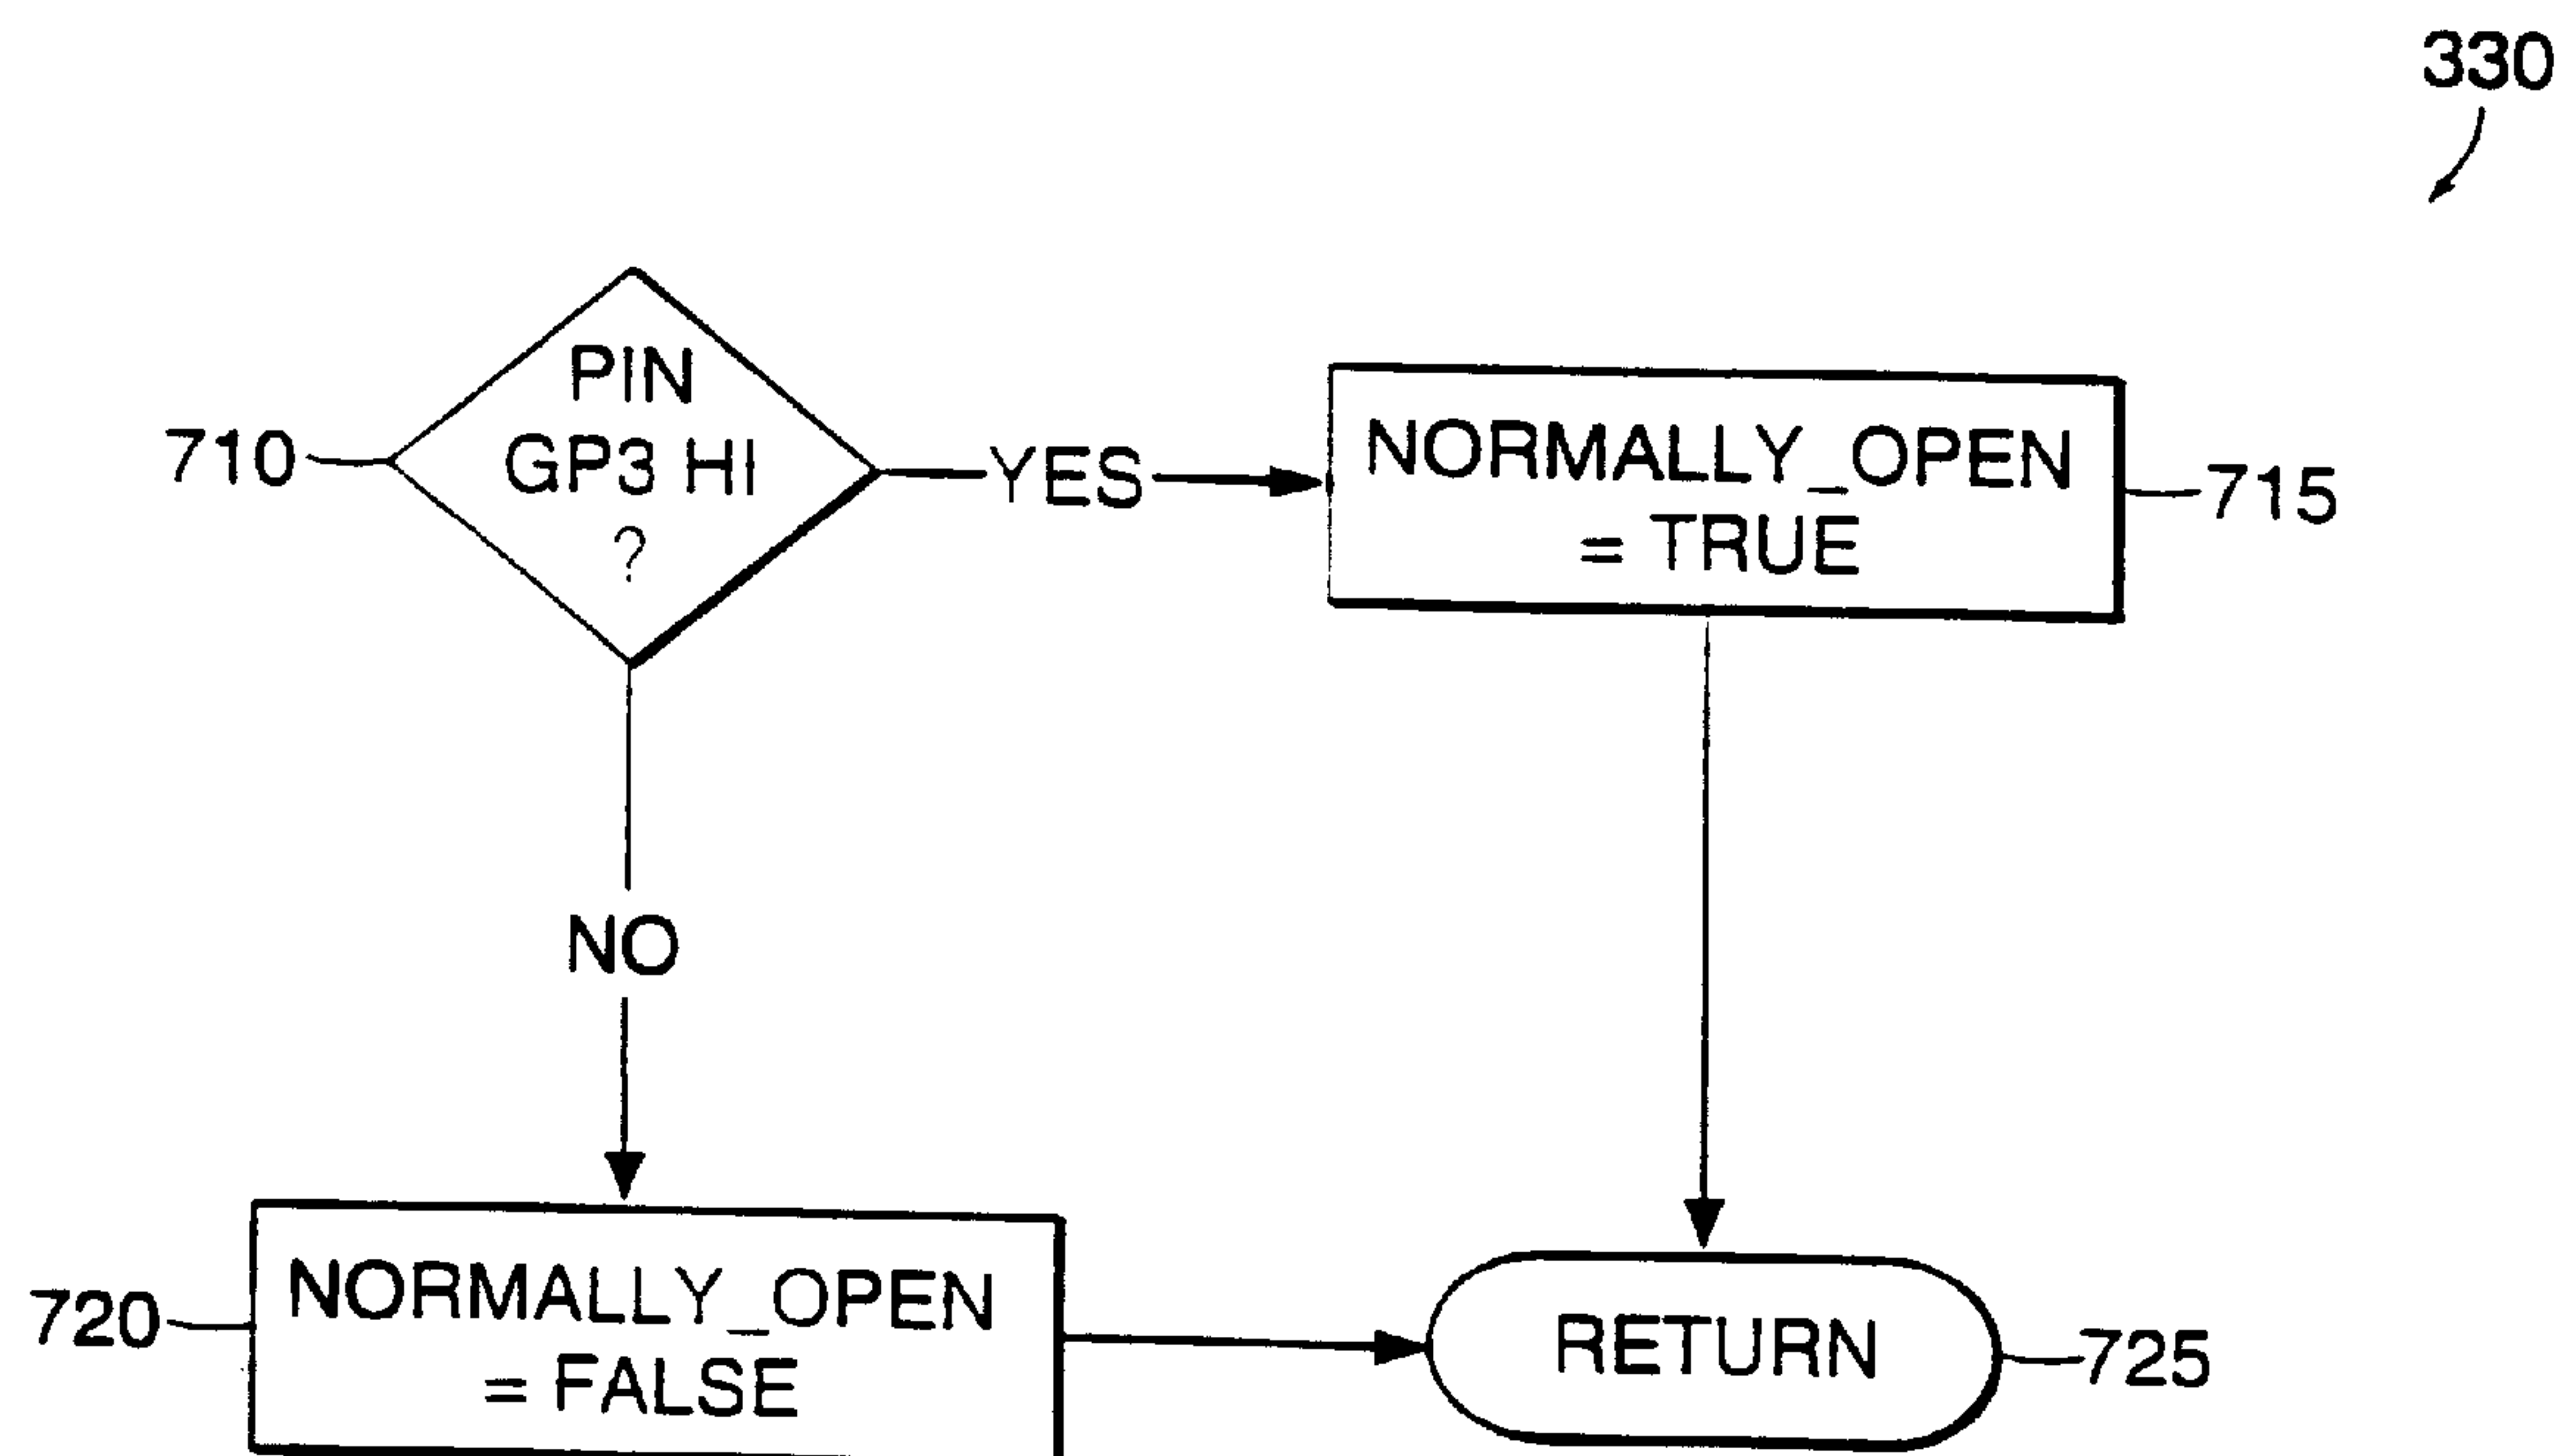 330
PIN
GP3 HI
?
710
YES
NORMALLY_OPEN
= TRUE
715
NO
720
NORMALLY_OPEN
= FALSE
RETURN
725